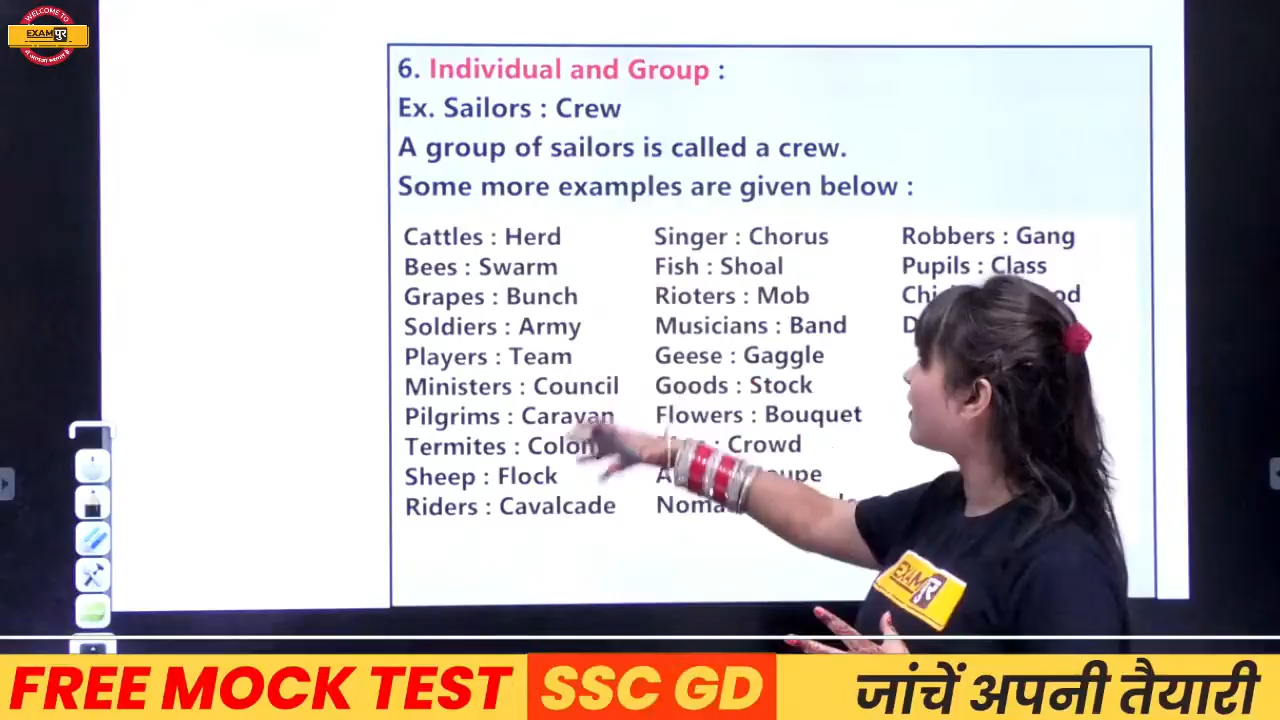 WELCOME TO
EXAMPUR
6. Individual and Group :
Ex. Sailors : Crew
A group of sailors is called a crew.
Some more examples are given below :
Cattles : Herd
Bees : Swarm
Grapes : Bunch
Soldiers : Army
Players : Team
Ministers : Council
Pilgrims : Caravan
Termites :
Sheep : Flock
Riders : Cavalcade
Singer : Chorus
Fish : Shoal
Rioters : Mob
Musicians : Band
Geese : Gaggle
Goods : Stock
Flowers : Bouquet
: Crowd
Robbers : Gang
Pupils : Class
EXAMपुर
FREE MOCK TEST
SSC GD
जांचें अपनी तैयारी